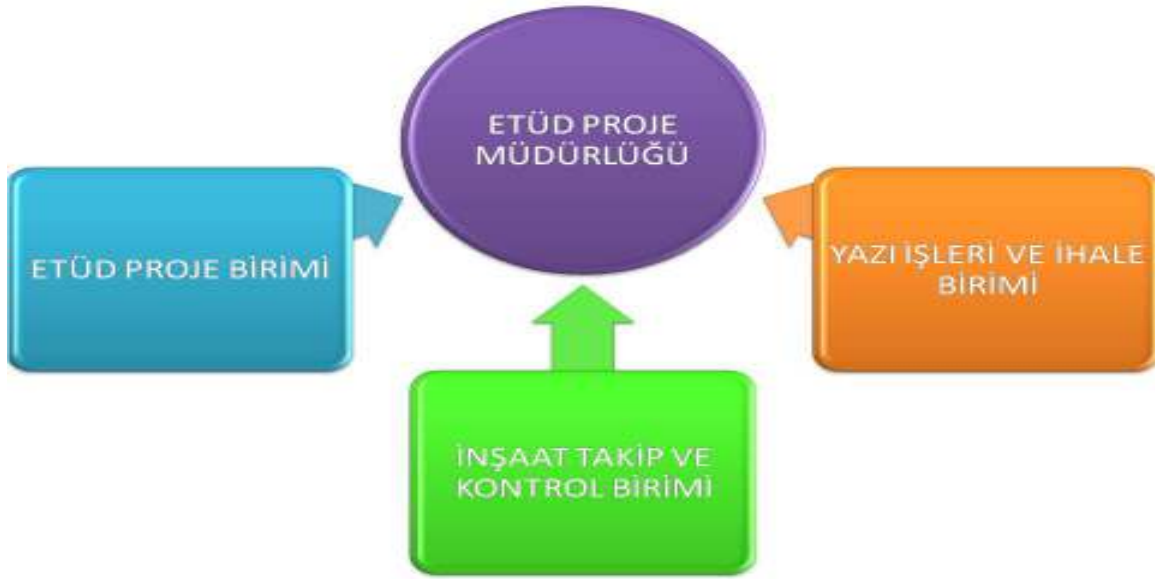 ETÜD PROJE
MÜDÜRLÜĞÜ
ETÜD PROJE BİRİMİ
YAZI İŞLERİ VE İHALE
BİRİMİ
İNŞAAT TAKİP VE
KONTROL BİRİMİ